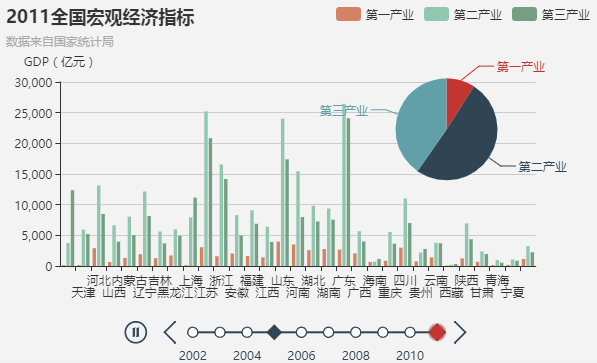 2011全国宏观经济指标
第一产业 第二产业 第三产业
数据来自国家统计局
GDP（亿元）
第一产业
第三产业
第二产业
30,000
25,000
20,000
15,000
10,000
5,000
0
河北 内蒙古 吉林 上海 浙江 福建 山东 湖北 广东 海南 四川 云南 陕西 青海
天津 山西 辽宁 黑龙江 江苏 安徽 江西 河南 湖南 广西 重庆 贵州 西藏 甘肃 宁夏
2002 2004 2006 2008 2010